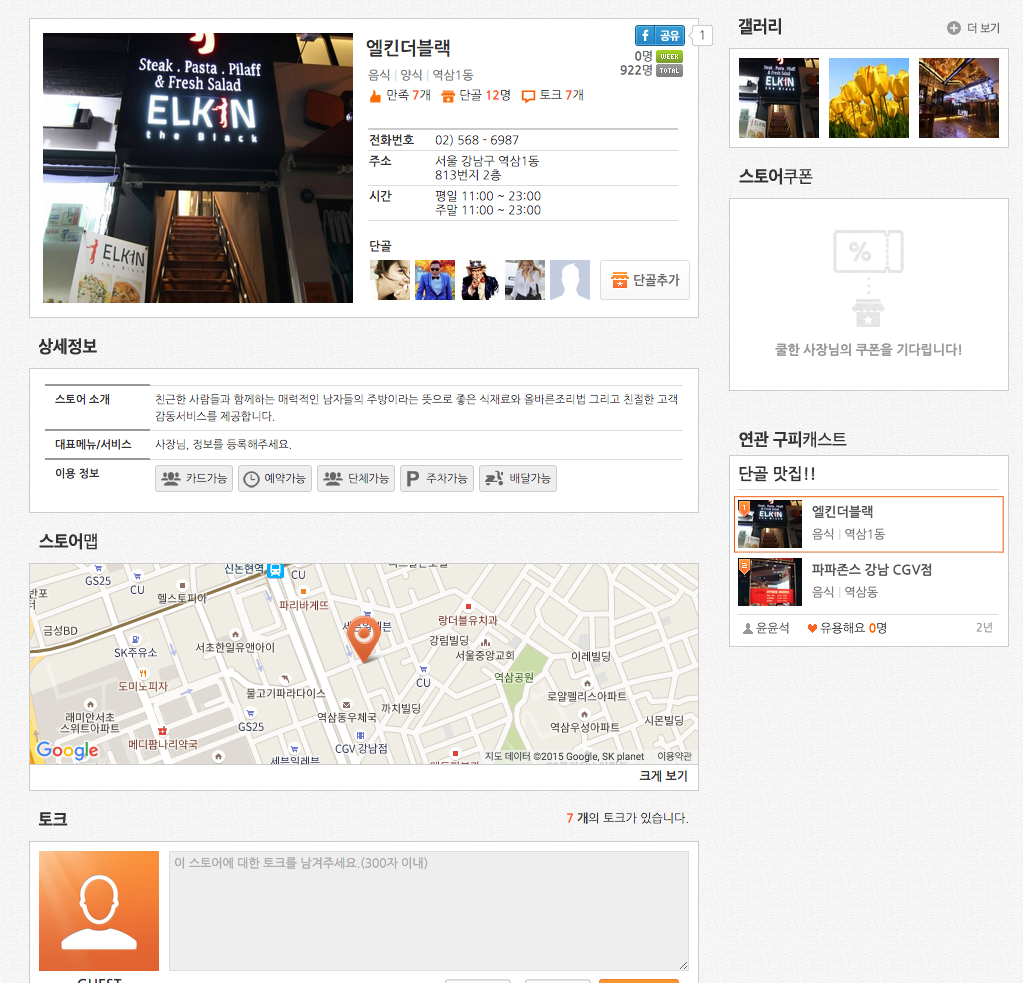 Steak . Pasta . Pilaff
& Fresh Salad
ELKIN
the Black
ELKIN
the Black
엘킨더블랙
음식 | 양식 | 역삼1동
만족 7개 단골 12명 토크 7개
공유 1
0명 WEEK
922명 TOTAL
전화번호 02) 568 - 6987
주소 서울 강남구 역삼1동
813번지 2층
시간 평일 11:00 ~ 23:00
주말 11:00 ~ 23:00
단골
단골추가
상세정보
스토어 소개 친근한 사람들과 함께하는 매력적인 남자들의 주방이라는 뜻으로 좋은 식재료와 올바른조리법 그리고 친절한 고객
감동서비스를 제공합니다.
대표메뉴/서비스 사장님, 정보를 등록해주세요.
이용 정보 카드가능 예약가능 단체가능 P 주차가능 배달가능
스토어맵
신논현역
GS25
CU
CU
반포
터
헬스토피아
파리바게뜨
랑더블유치과
금성BD
강림빌딩
SK주유소
서초한일유앤아이
서울중앙교회
이레빌딩
역삼공원
도미노피자
CU
물고기파라다이스
로얄팰리스아파트
까치빌딩
래미안서초
스위트아파트
역삼동우체국
시몬빌딩
GS25
역삼우성아파트
메디팜나리약국
CGV 강남점
세븐일레븐
Google
지도 데이터 ©2015 Google, SK planet 이용약관
크게 보기
토크
7 개의 토크가 있습니다.
이 스토어에 대한 토크를 남겨주세요.(300자 이내)
GUEST
갤러리
더 보기
스토어쿠폰
%
쿨한 사장님의 쿠폰을 기다립니다!
연관 구피캐스트
단골 맛집!!
1
엘킨더블랙
음식 | 역삼1동
2
파파존스 강남 CGV점
음식 | 역삼동
윤윤석 유용해요 0명 2년